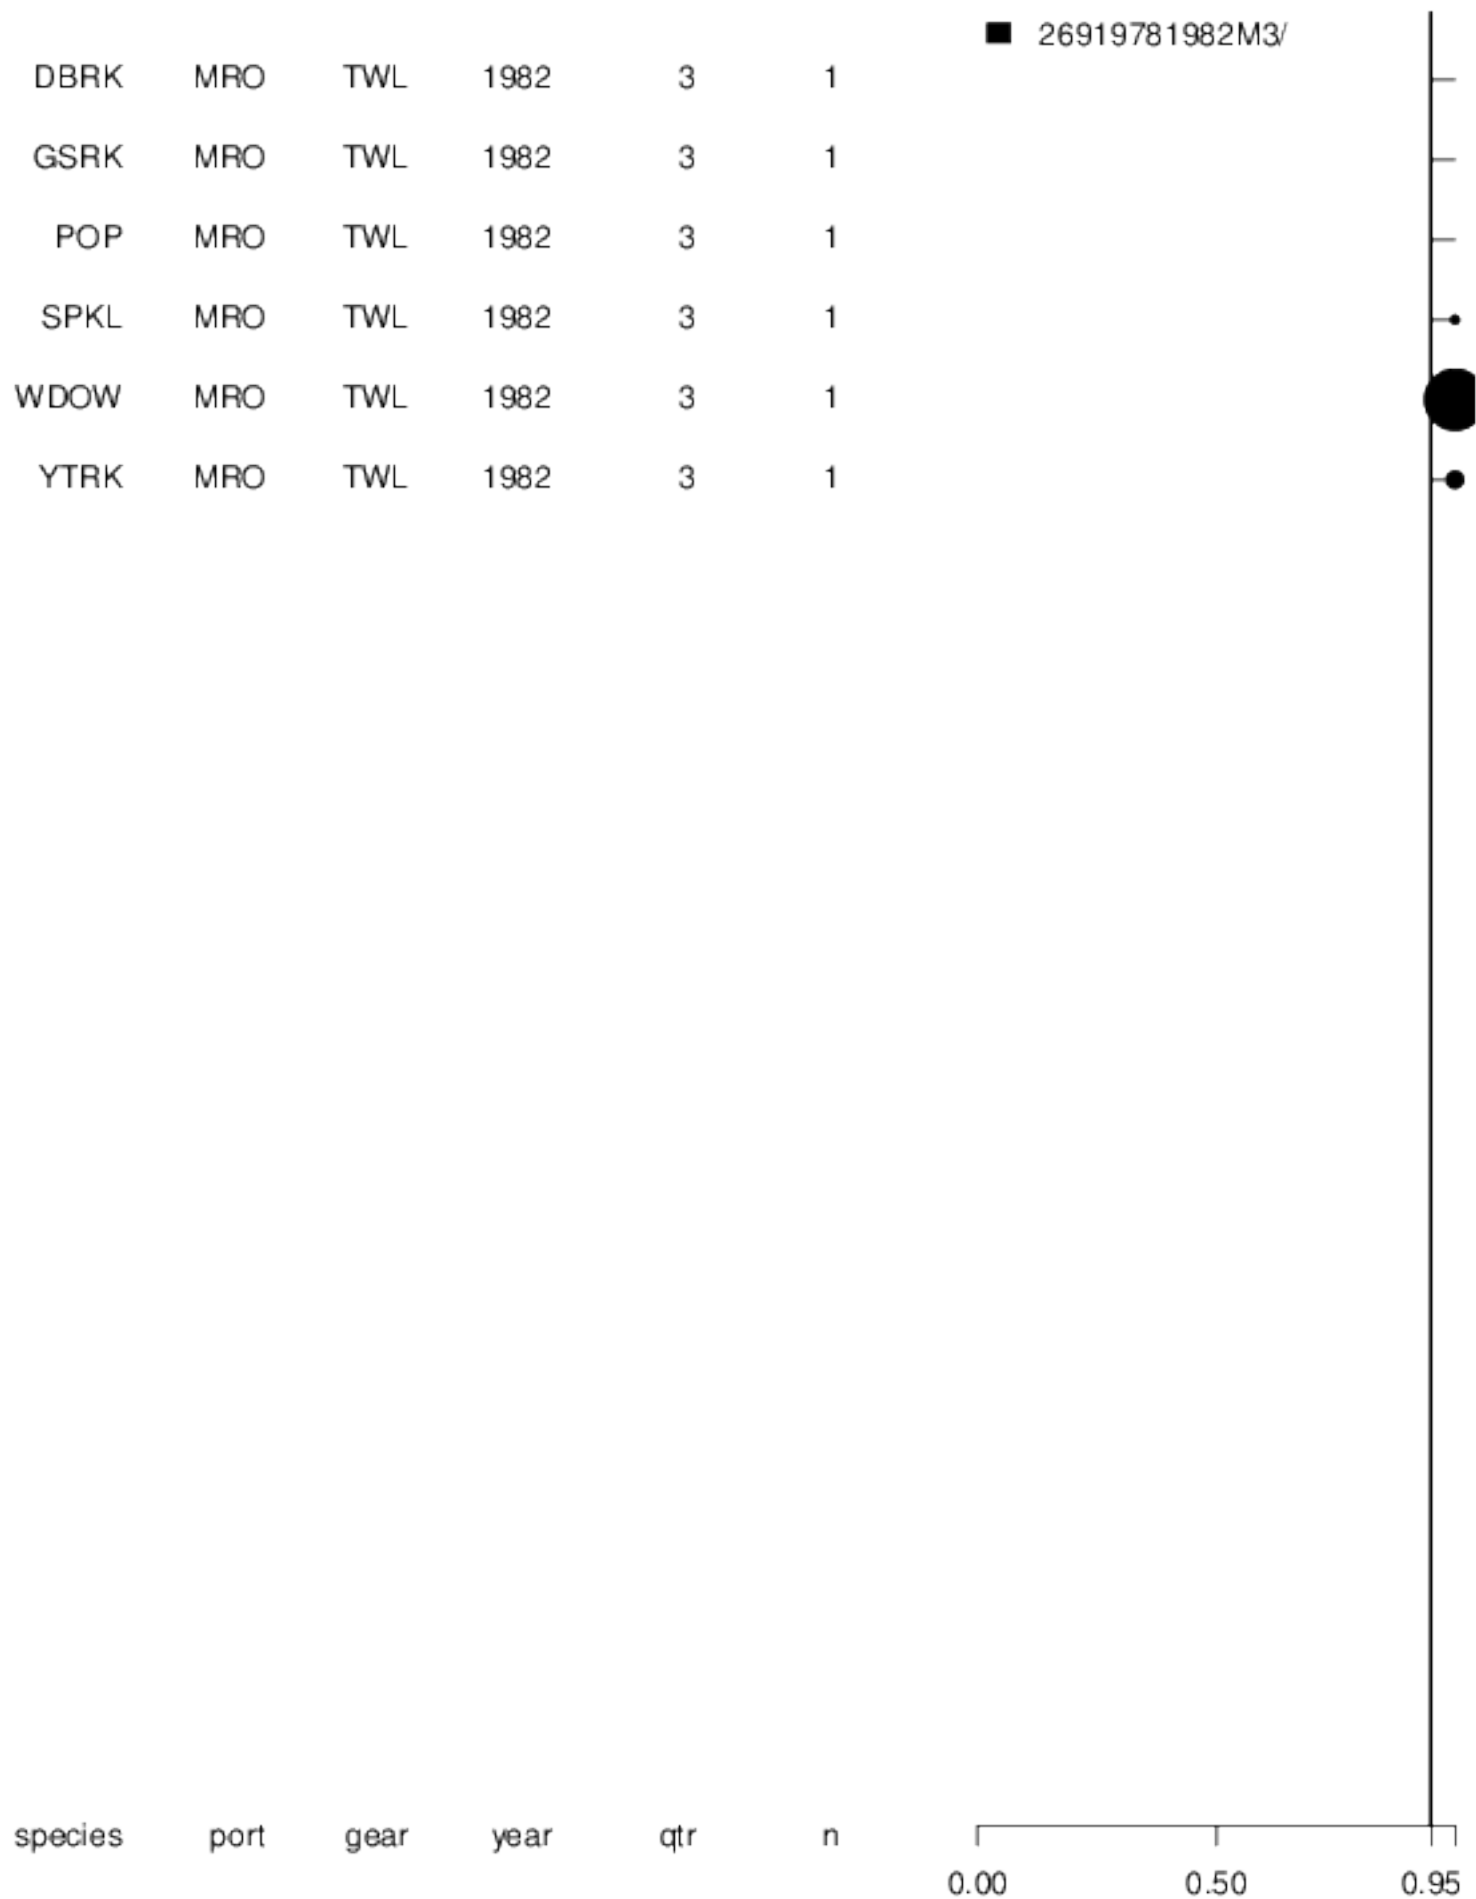 26919781982M3/
DBRK MRO TWL 1982 3 1
GSRK MRO TWL 1982 3 1
POP MRO TWL 1982 3 1
SPKL MRO TWL 1982 3 1
WDOW MRO TWL 1982 3 1
YTRK MRO TWL 1982 3 1
species port gear year qtr n
0.00 0.50 0.95